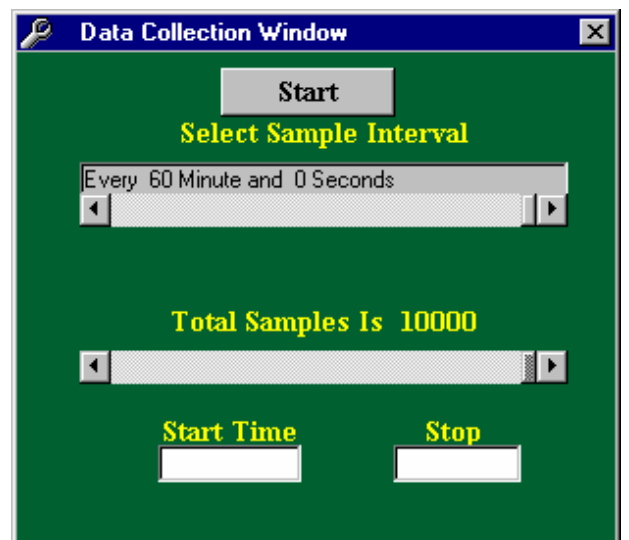 Data Collection Window
Start
Select Sample Interval
Every 60 Minute and 0 Seconds
Total Samples Is 10000
Start Time Stop